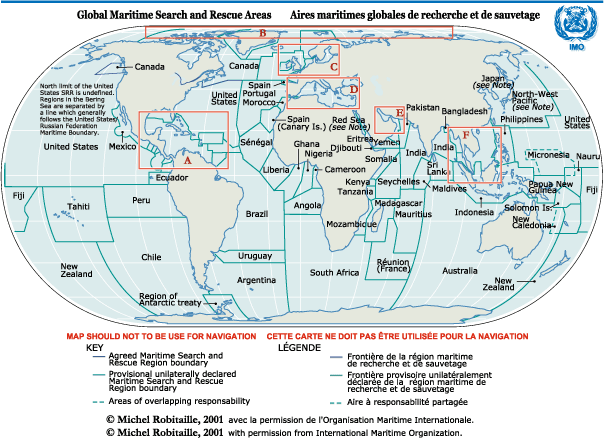 Global Maritime Search and Rescue Areas Aires maritimes globales de recherche et de sauvetage
IMO
B
Canada
Canada
C
North limit of the
United States SRR is undefined.
Regions in the Bering
Sea are separated by
a line which generally
follows the United States/
Russian Federation
Maritime Boundary.
Spain
Portugal
Morocco
D
United
States
Japan
(see Note)
North-West
Pacific
(see Note)
Philippines
Pakistan
Bangladesh
E
F
Red Sea
(see Note)
Spain
(Canary Is.)
Eritrea
Yemen
Djibouti
Somalia
India
India
United
States
United States
Mexico
A
Sénégal
Ghana
Nigeria
Sri
Lanka
Micronesia
Nauru
Liberia
Cameroon
Ecuador
Kenya
Tanzania
Seychelles
Maldives
Papua New
Guinea
Fiji
Fiji
Tahiti
Peru
Brazil
Angola
Madagascar
Mauritius
Indonesia
Solomon Is.
New
Caledonia
Mozambique
Chile
Uruguay
New
Zealand
Argentina
South Africa
Réunion
(France)
Australia
New
Zealand
Region of
Antarctic treaty
MAP SHOULD NOT TO BE USE FOR NAVIGATION CETTE CARTE NE DOIT PAS ÊTRE UTILISÉE POUR LA NAVIGATION
KEY
Agreed Maritime Search and
Rescue Region boundary
Provisional unilaterally declared
Maritime Search and Rescue
Region boundary
Areas of overlapping responsability
LÉGENDE
Frontière de la région maritime
de recherche et de sauvetage
Frontière provisoire unilatéralement
déclarée de la région maritime de
recherche et de sauvetage
Aire à responsabilité partagée
© Michel Robitaille, 2001 avec la permission de l'Organisation Maritime Internationale.
© Michel Robitaille, 2001 with permission from International Maritime Organization.